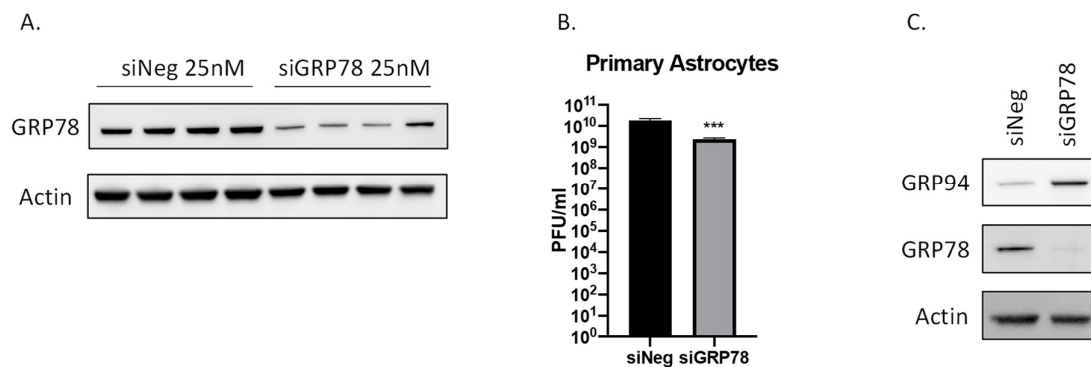 A.
siNeg 25nM siGRP78 25nM
GRP78
Actin
B.
Primary Astrocytes
PFU/ml
10¹¹
10¹⁰
10⁹
10⁸
10⁷
10⁶
10⁵
10⁴
10³
10²
10¹
10⁰
***
siNeg siGRP78
C.
siNeg
siGRP78
GRP94
GRP78
Actin